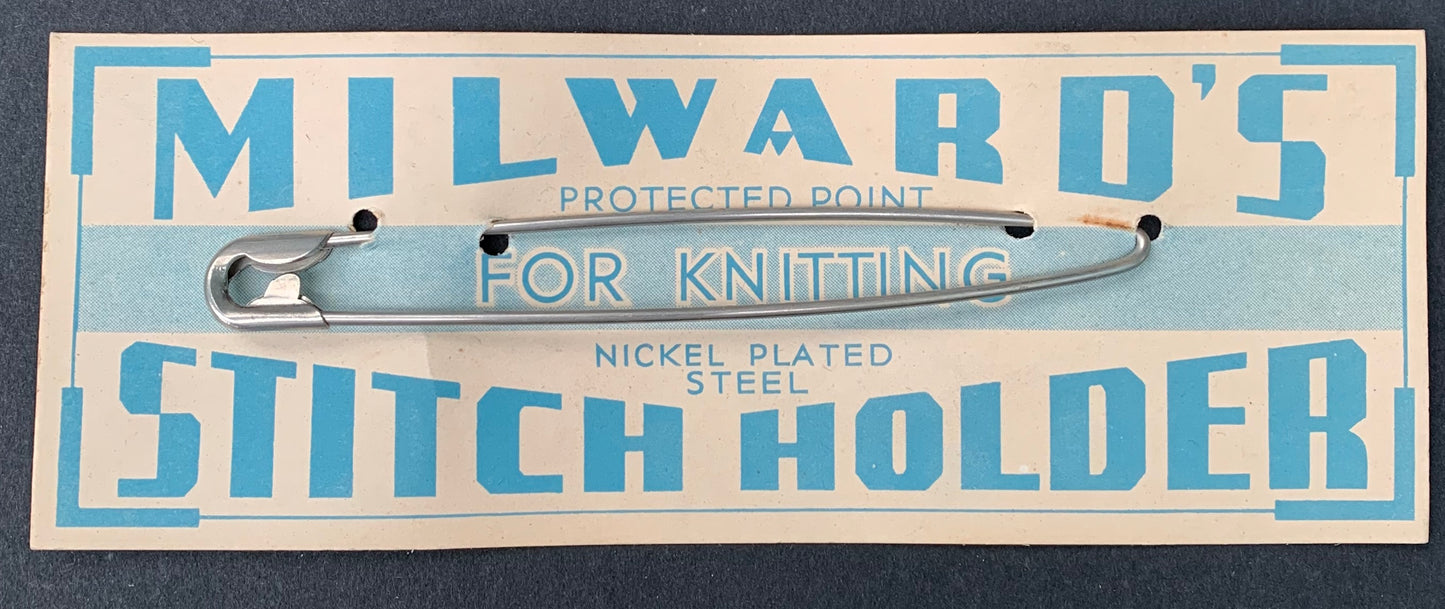 MILWARD'S
PROTECTED POINT
FOR KNITTING
NICKEL PLATED
STEEL
STITCH HOLDER